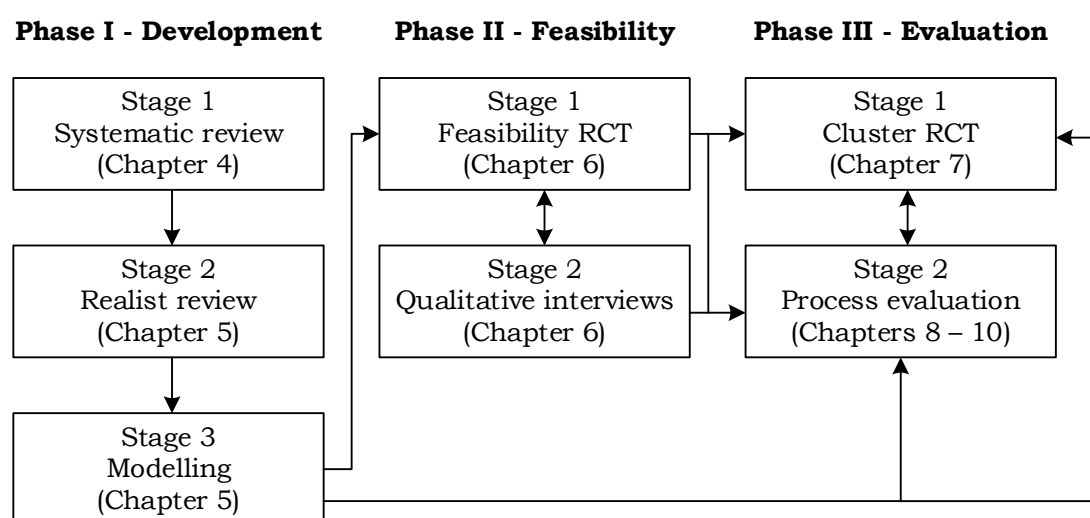 Phase I - Development
Stage 1
Systematic review
(Chapter 4)
Stage 2
Realist review
(Chapter 5)
Stage 3
Modelling
(Chapter 5)
Phase II - Feasibility
Stage 1
Feasibility RCT
(Chapter 6)
Stage 2
Qualitative interviews
(Chapter 6)
Phase III - Evaluation
Stage 1
Cluster RCT
(Chapter 7)
Stage 2
Process evaluation
(Chapters 8 – 10)